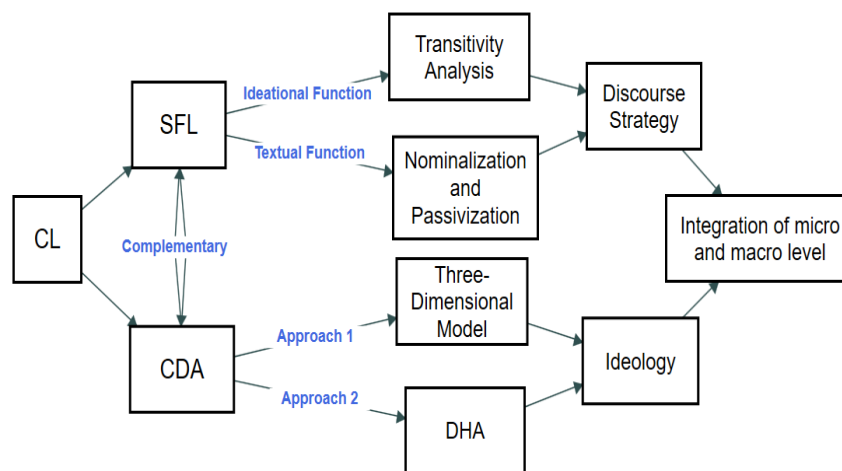 Transitivity
Analysis
Ideational Function
SFL
Discourse
Strategy
Textual Function
Nominalization
and
Passivization
CL
Complementary
Integration of micro
and macro level
Three-
Dimensional
Model
Approach 1
CDA
Ideology
Approach 2
DHA